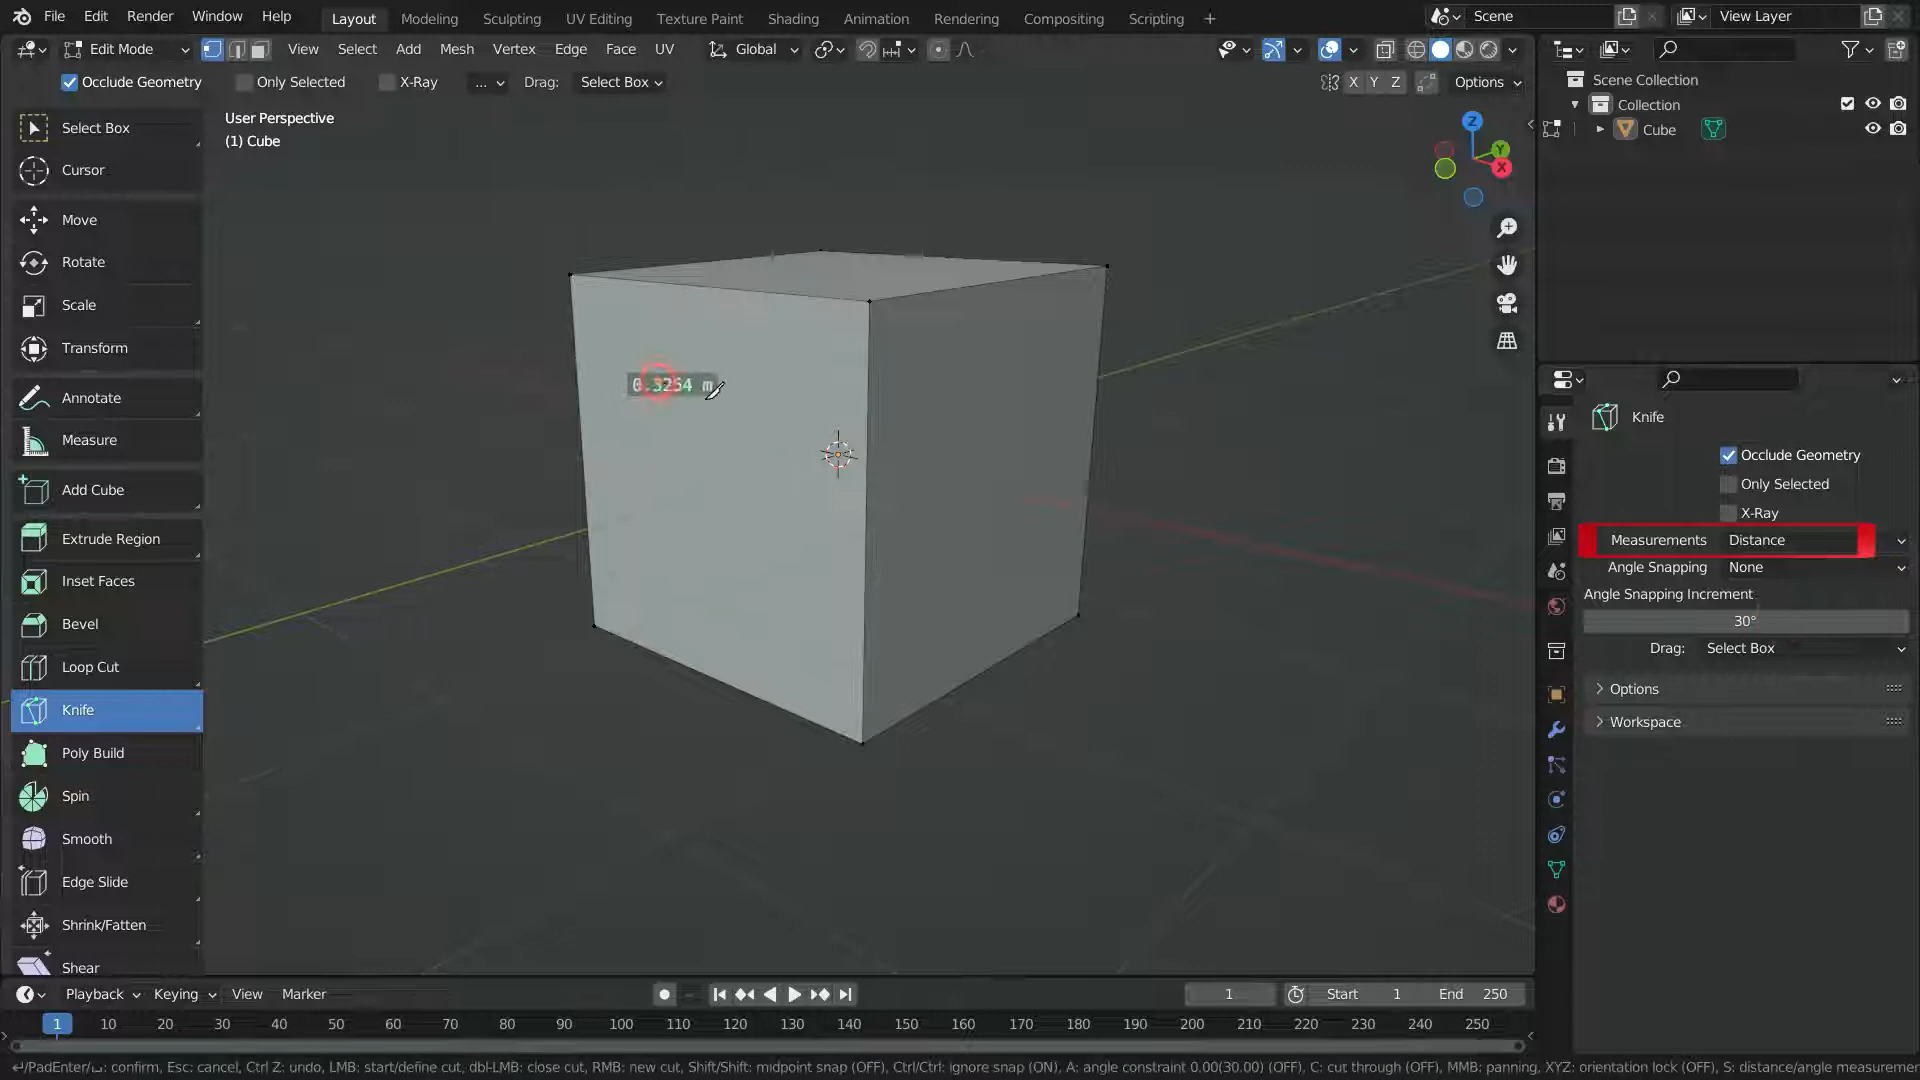 File Edit Render Window Help Layout Modeling Sculpting UV Editing Texture Paint Shading Animation Rendering Compositing Scripting + Scene View Layer
Edit Mode View Select Add Mesh Vertex Edge Face UV Global
Occlude Geometry Only Selected X-Ray ... Drag: Select Box X Y Z Options
Scene Collection
Collection
Cube
User Perspective
(1) Cube
Z
Y
X
Select Box
Cursor
Move
Rotate
Scale
Transform
Annotate
Measure
Add Cube
Extrude Region
Inset Faces
Bevel
Loop Cut
Knife
Poly Build
Spin
Smooth
Edge Slide
Shrink/Fatten
Shear
0.3254 m
Knife
Occlude Geometry
Only Selected
X-Ray
Measurements Distance
Angle Snapping None
Angle Snapping Increment
30°
Drag: Select Box
Options
Workspace
Playback Keying View Marker 1 Start 1 End 250
1 10 20 30 40 50 60 70 80 90 100 110 120 130 140 150 160 170 180 190 200 210 220 230 240 250
/PadEnter/␣: confirm, Esc: cancel, Ctrl Z: undo, LMB: start/define cut, dbl-LMB: close cut, RMB: new cut, Shift/Shift: midpoint snap (OFF), Ctrl/Ctrl: ignore snap (ON), A: angle constraint 0.00(30.00) (OFF), C: cut through (OFF), MMB: panning, XYZ: orientation lock (OFF), S: distance/angle measuremen